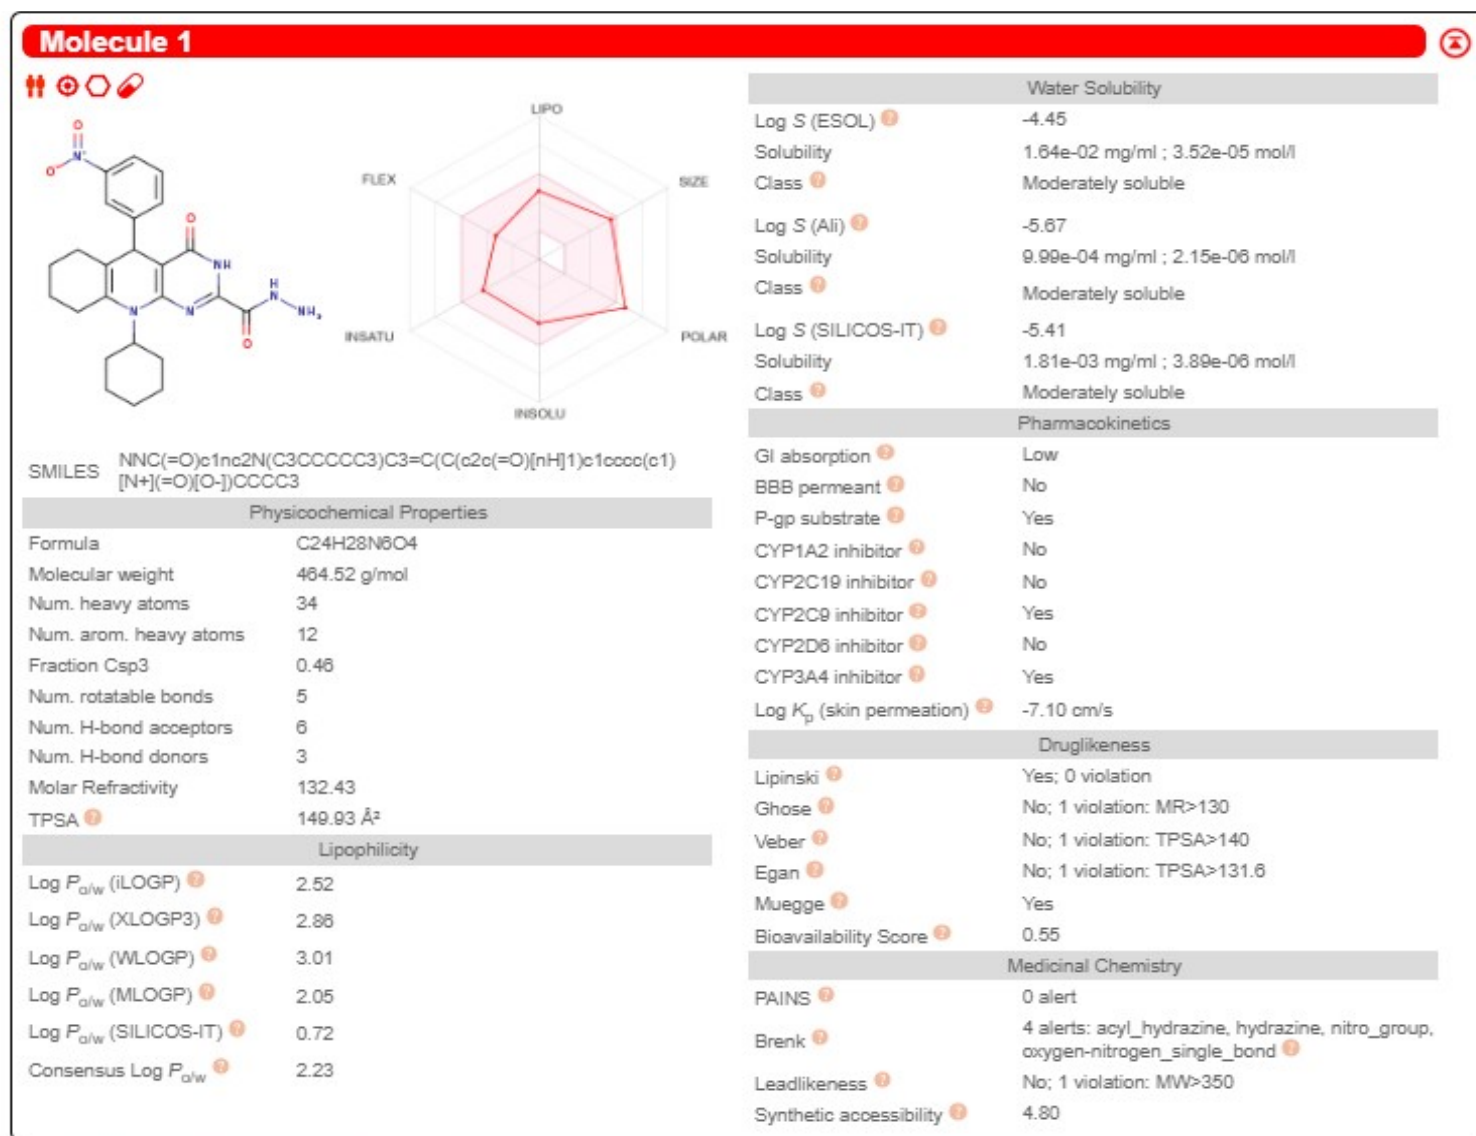 Molecule 1
LIPO
FLEX
SIZE
INSATU
POLAR
INSOLU
O
N+
O-
O
NH
H
N
NH2
N
N
O
SMILES NNC(=O)c1nc2N(C3CCCCC3)C3=C(C(c2c(=O)[nH]1)c1cccc(c1)
[N+](=O)[O-])CCCC3
Physicochemical Properties
Formula C24H28N6O4
Molecular weight 464.52 g/mol
Num. heavy atoms 34
Num. arom. heavy atoms 12
Fraction Csp3 0.46
Num. rotatable bonds 5
Num. H-bond acceptors 6
Num. H-bond donors 3
Molar Refractivity 132.43
TPSA ? 149.93 Å²
Lipophilicity
Log Po/w (iLOGP) ? 2.52
Log Po/w (XLOGP3) ? 2.86
Log Po/w (WLOGP) ? 3.01
Log Po/w (MLOGP) ? 2.05
Log Po/w (SILICOS-IT) ? 0.72
Consensus Log Po/w ? 2.23
Water Solubility
Log S (ESOL) ? -4.45
Solubility 1.64e-02 mg/ml ; 3.52e-05 mol/l
Class ? Moderately soluble
Log S (Ali) ? -5.67
Solubility 9.99e-04 mg/ml ; 2.15e-06 mol/l
Class ? Moderately soluble
Log S (SILICOS-IT) ? -5.41
Solubility 1.81e-03 mg/ml ; 3.89e-06 mol/l
Class ? Moderately soluble
Pharmacokinetics
GI absorption ? Low
BBB permeant ? No
P-gp substrate ? Yes
CYP1A2 inhibitor ? No
CYP2C19 inhibitor ? No
CYP2C9 inhibitor ? Yes
CYP2D6 inhibitor ? No
CYP3A4 inhibitor ? Yes
Log Kp (skin permeation) ? -7.10 cm/s
Druglikeness
Lipinski ? Yes; 0 violation
Ghose ? No; 1 violation: MR>130
Veber ? No; 1 violation: TPSA>140
Egan ? No; 1 violation: TPSA>131.6
Muegge ? Yes
Bioavailability Score ? 0.55
Medicinal Chemistry
PAINS ? 0 alert
Brenk ? 4 alerts: acyl_hydrazine, hydrazine, nitro_group,
oxygen-nitrogen_single_bond ?
Leadlikeness ? No; 1 violation: MW>350
Synthetic accessibility ? 4.80